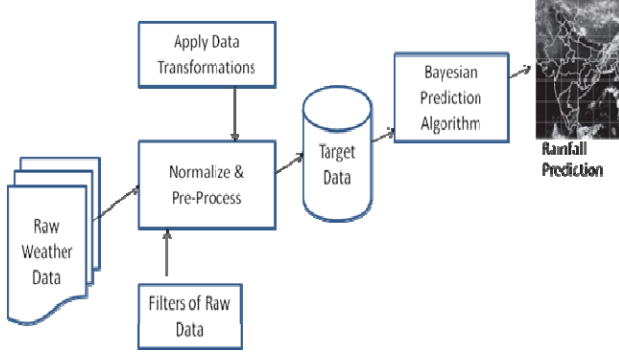 Apply Data
Transformations
Bayesian
Prediction
Algorithm
Rainfall
Prediction
Normalize &
Pre-Process
Target
Data
Raw
Weather
Data
Filters of Raw
Data